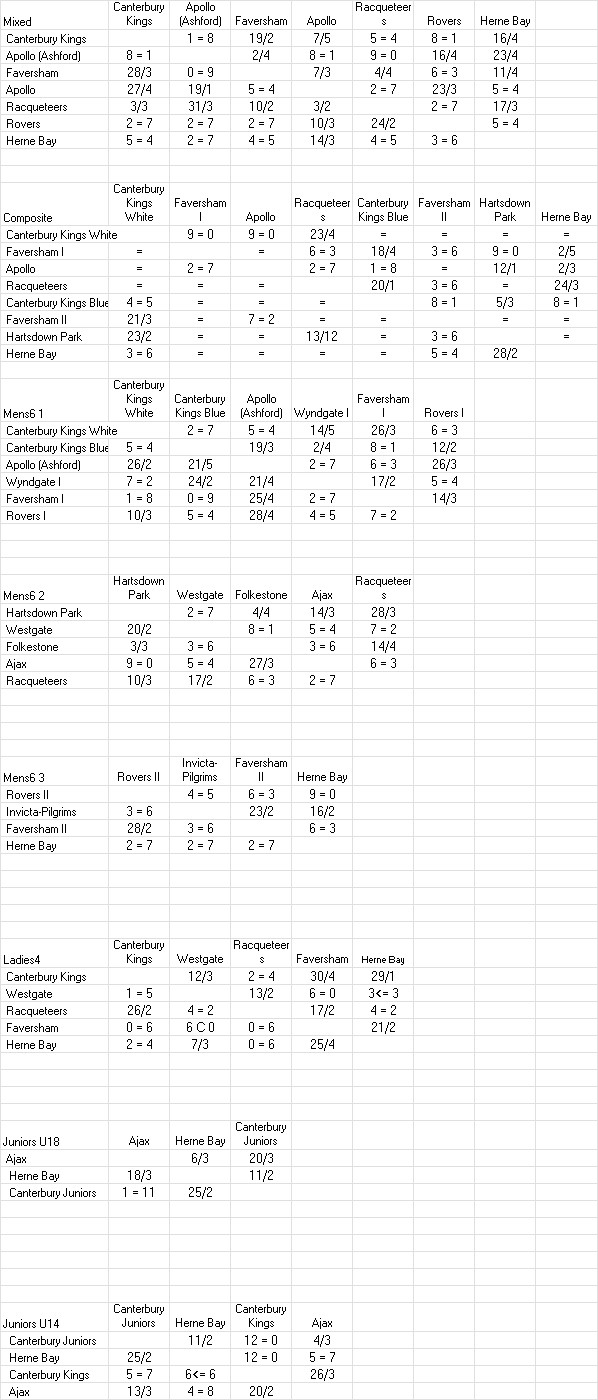 Mixed Canterbury Kings Apollo (Ashford) Faversham Apollo Racqueteers Rovers Herne Bay
Canterbury Kings 1 = 8 19/2 7/5 5 = 4 8 = 1 16/4
Apollo (Ashford) 8 = 1 2/4 8 = 1 9 = 0 16/4 23/4
Faversham 28/3 0 = 9 7/3 4/4 6 = 3 11/4
Apollo 27/4 19/1 5 = 4 2 = 7 23/3 5 = 4
Racqueteers 3/3 31/3 10/2 3/2 2 = 7 17/3
Rovers 2 = 7 2 = 7 2 = 7 10/3 24/2 5 = 4
Herne Bay 5 = 4 2 = 7 4 = 5 14/3 4 = 5 3 = 6
Composite Canterbury Kings White Faversham I Apollo Racqueteers Canterbury Kings Blue Faversham II Hartsdown Park Herne Bay
Canterbury Kings White 9 = 0 9 = 0 23/4 = = = =
Faversham I = = 6 = 3 18/4 3 = 6 9 = 0 2/5
Apollo = 2 = 7 2 = 7 1 = 8 = 12/1 2/3
Racqueteers = = = 20/1 3 = 6 = 24/3
Canterbury Kings Blue 4 = 5 = = = 8 = 1 5/3 8 = 1
Faversham II 21/3 = 7 = 2 = = = =
Hartsdown Park 23/2 = = 13/12 = 3 = 6 =
Herne Bay 3 = 6 = = = = 5 = 4 28/2
Mens6 1 Canterbury Kings White Canterbury Kings Blue Apollo (Ashford) Wyndgate I Faversham I Rovers I
Canterbury Kings White 2 = 7 5 = 4 14/5 26/3 6 = 3
Canterbury Kings Blue 5 = 4 19/3 2/4 8 = 1 12/2
Apollo (Ashford) 26/2 21/5 2 = 7 6 = 3 26/3
Wyndgate I 7 = 2 24/2 21/4 17/2 5 = 4
Faversham I 1 = 8 0 = 9 25/4 2 = 7 14/3
Rovers I 10/3 5 = 4 28/4 4 = 5 7 = 2
Mens6 2 Hartsdown Park Westgate Folkestone Ajax Racqueteers
Hartsdown Park 2 = 7 4/4 14/3 28/3
Westgate 20/2 8 = 1 5 = 4 7 = 2
Folkestone 3/3 3 = 6 3 = 6 14/4
Ajax 9 = 0 5 = 4 27/3 6 = 3
Racqueteers 10/3 17/2 6 = 3 2 = 7
Mens6 3 Rovers II Invicta-Pilgrims Faversham II Herne Bay
Rovers II 4 = 5 6 = 3 9 = 0
Invicta-Pilgrims 3 = 6 23/2 16/2
Faversham II 28/2 3 = 6 6 = 3
Herne Bay 2 = 7 2 = 7 2 = 7
Ladies4 Canterbury Kings Westgate Racqueteers Faversham Herne Bay
Canterbury Kings 12/3 2 = 4 30/4 29/1
Westgate 1 = 5 13/2 6 = 0 3<= 3
Racqueteers 26/2 4 = 2 17/2 4 = 2
Faversham 0 = 6 6 C 0 0 = 6 21/2
Herne Bay 2 = 4 7/3 0 = 6 25/4
Juniors U18 Ajax Herne Bay Canterbury Juniors
Ajax 6/3 20/3
Herne Bay 18/3 11/2
Canterbury Juniors 1 = 11 25/2
Juniors U14 Canterbury Juniors Herne Bay Canterbury Kings Ajax
Canterbury Juniors 11/2 12 = 0 4/3
Herne Bay 25/2 12 = 0 5 = 7
Canterbury Kings 5 = 7 6<= 6 26/3
Ajax 13/3 4 = 8 20/2